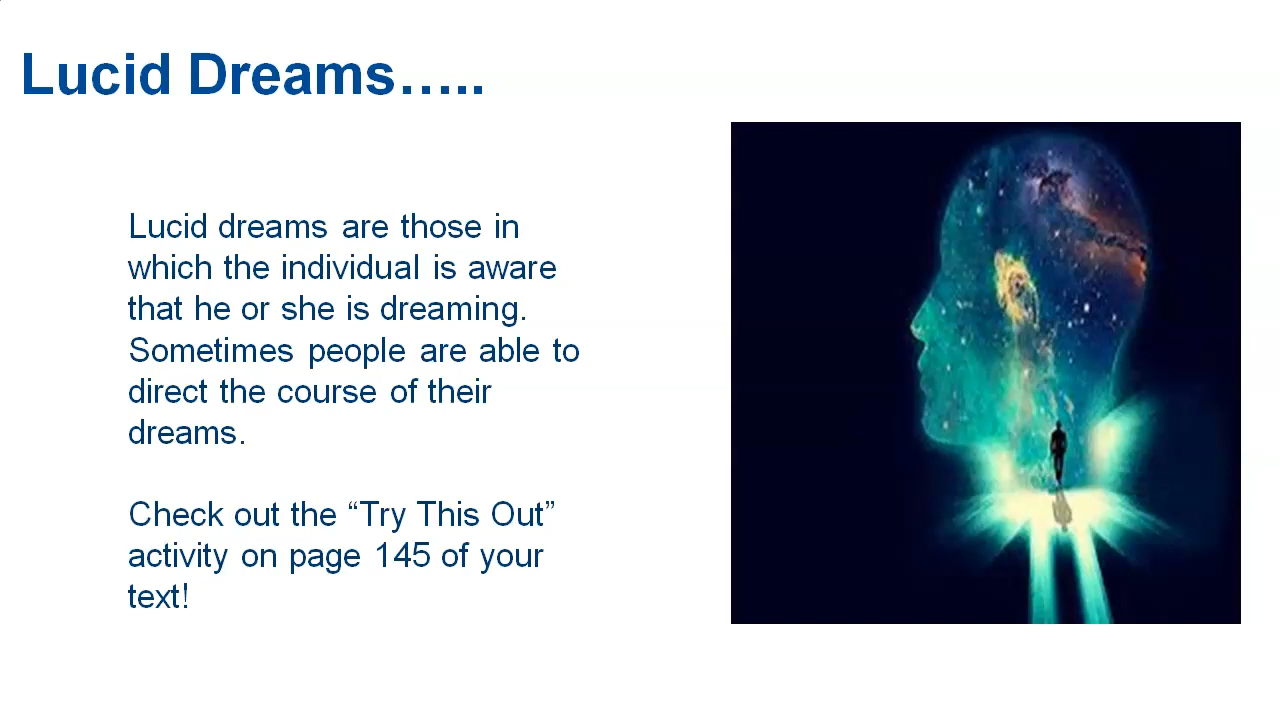 Lucid Dreams…..
Lucid dreams are those in
which the individual is aware
that he or she is dreaming.
Sometimes people are able to
direct the course of their
dreams.
Check out the “Try This Out”
activity on page 145 of your
text!